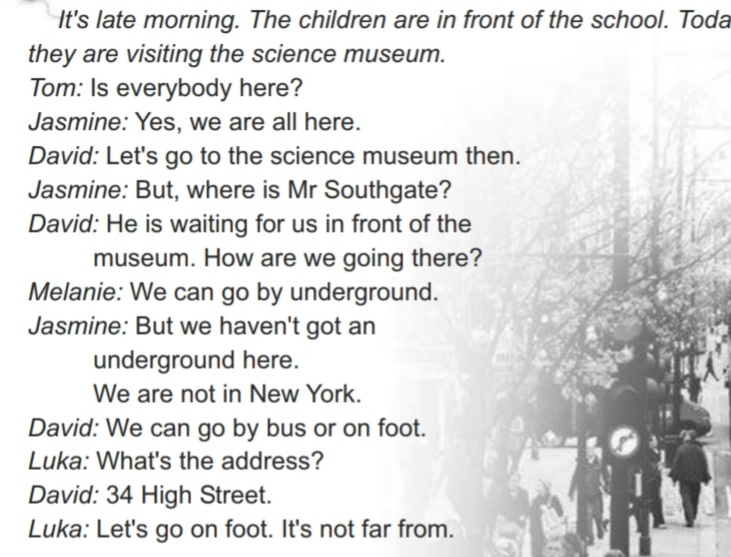 It's late morning. The children are in front of the school. Toda
they are visiting the science museum.
Tom: Is everybody here?
Jasmine: Yes, we are all here.
David: Let's go to the science museum then.
Jasmine: But, where is Mr Southgate?
David: He is waiting for us in front of the
museum. How are we going there?
Melanie: We can go by underground.
Jasmine: But we haven't got an
underground here.
We are not in New York.
David: We can go by bus or on foot.
Luka: What's the address?
David: 34 High Street.
Luka: Let's go on foot. It's not far from.